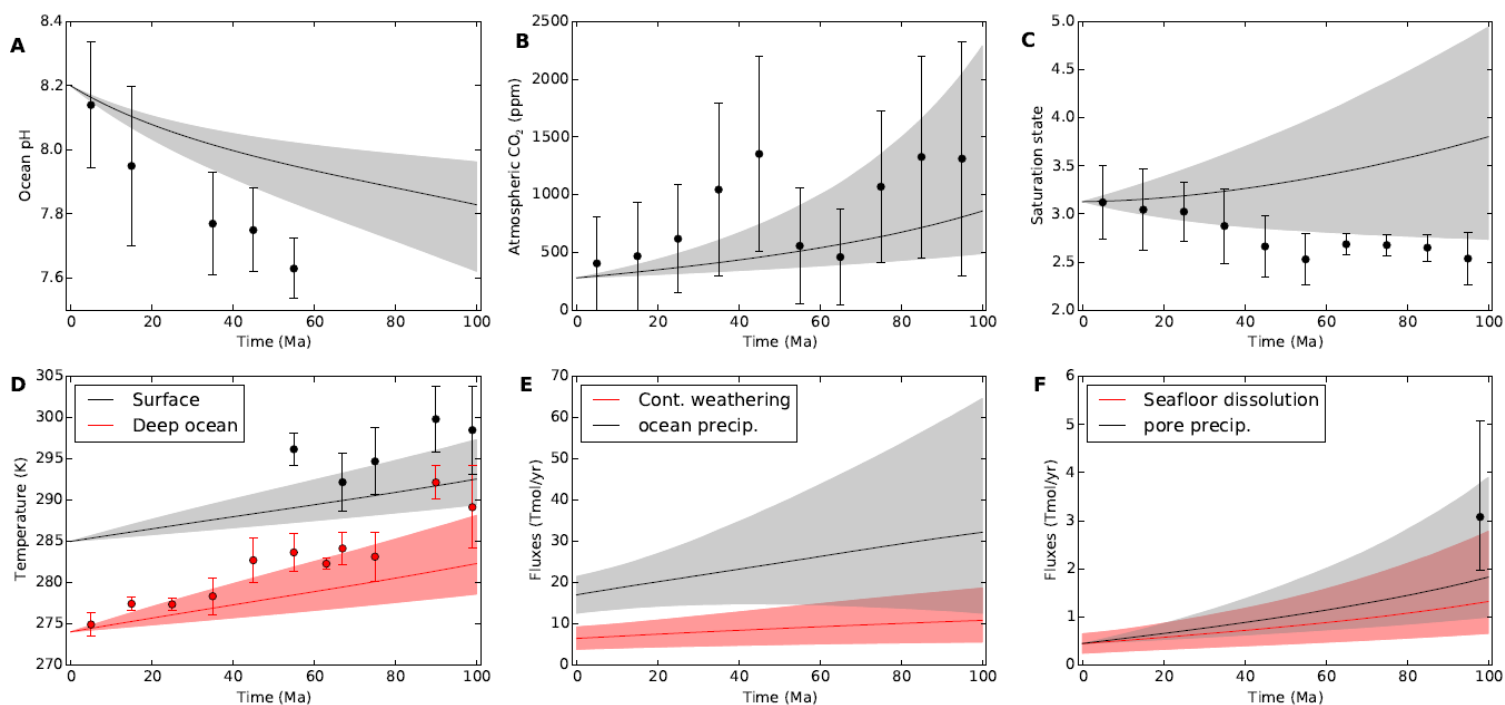 A
Ocean pH
8.4
8.2
8.0
7.8
7.6
0 20 40 60 80 100
Time (Ma)
B
Atmospheric CO₂ (ppm)
2500
2000
1500
1000
500
0
0 20 40 60 80 100
Time (Ma)
C
Saturation state
5.0
4.5
4.0
3.5
3.0
2.5
2.0
0 20 40 60 80 100
Time (Ma)
D
Temperature (K)
305
300
295
290
285
280
275
270
Surface
Deep ocean
0 20 40 60 80 100
Time (Ma)
E
Fluxes (Tmol/yr)
70
60
50
40
30
20
10
0
Cont. weathering
ocean precip.
0 20 40 60 80 100
Time (Ma)
F
Fluxes (Tmol/yr)
6
5
4
3
2
1
0
Seafloor dissolution
pore precip.
0 20 40 60 80 100
Time (Ma)